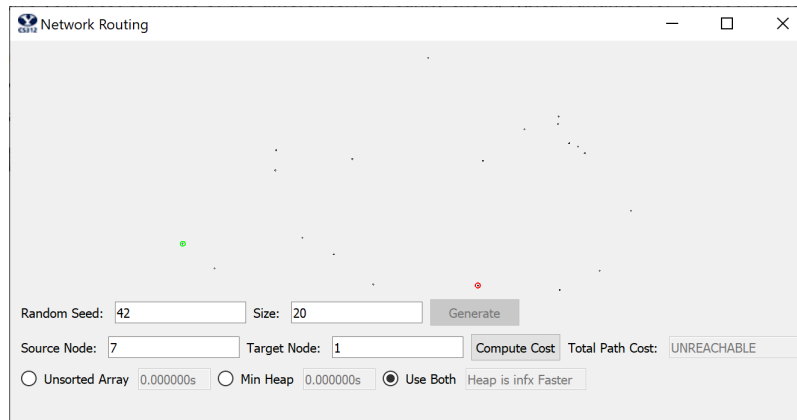 CS312 Network Routing
Random Seed: 42 Size: 20 Generate
Source Node: 7 Target Node: 1 Compute Cost Total Path Cost: UNREACHABLE
Unsorted Array 0.000000s Min Heap 0.000000s Use Both Heap is infx Faster